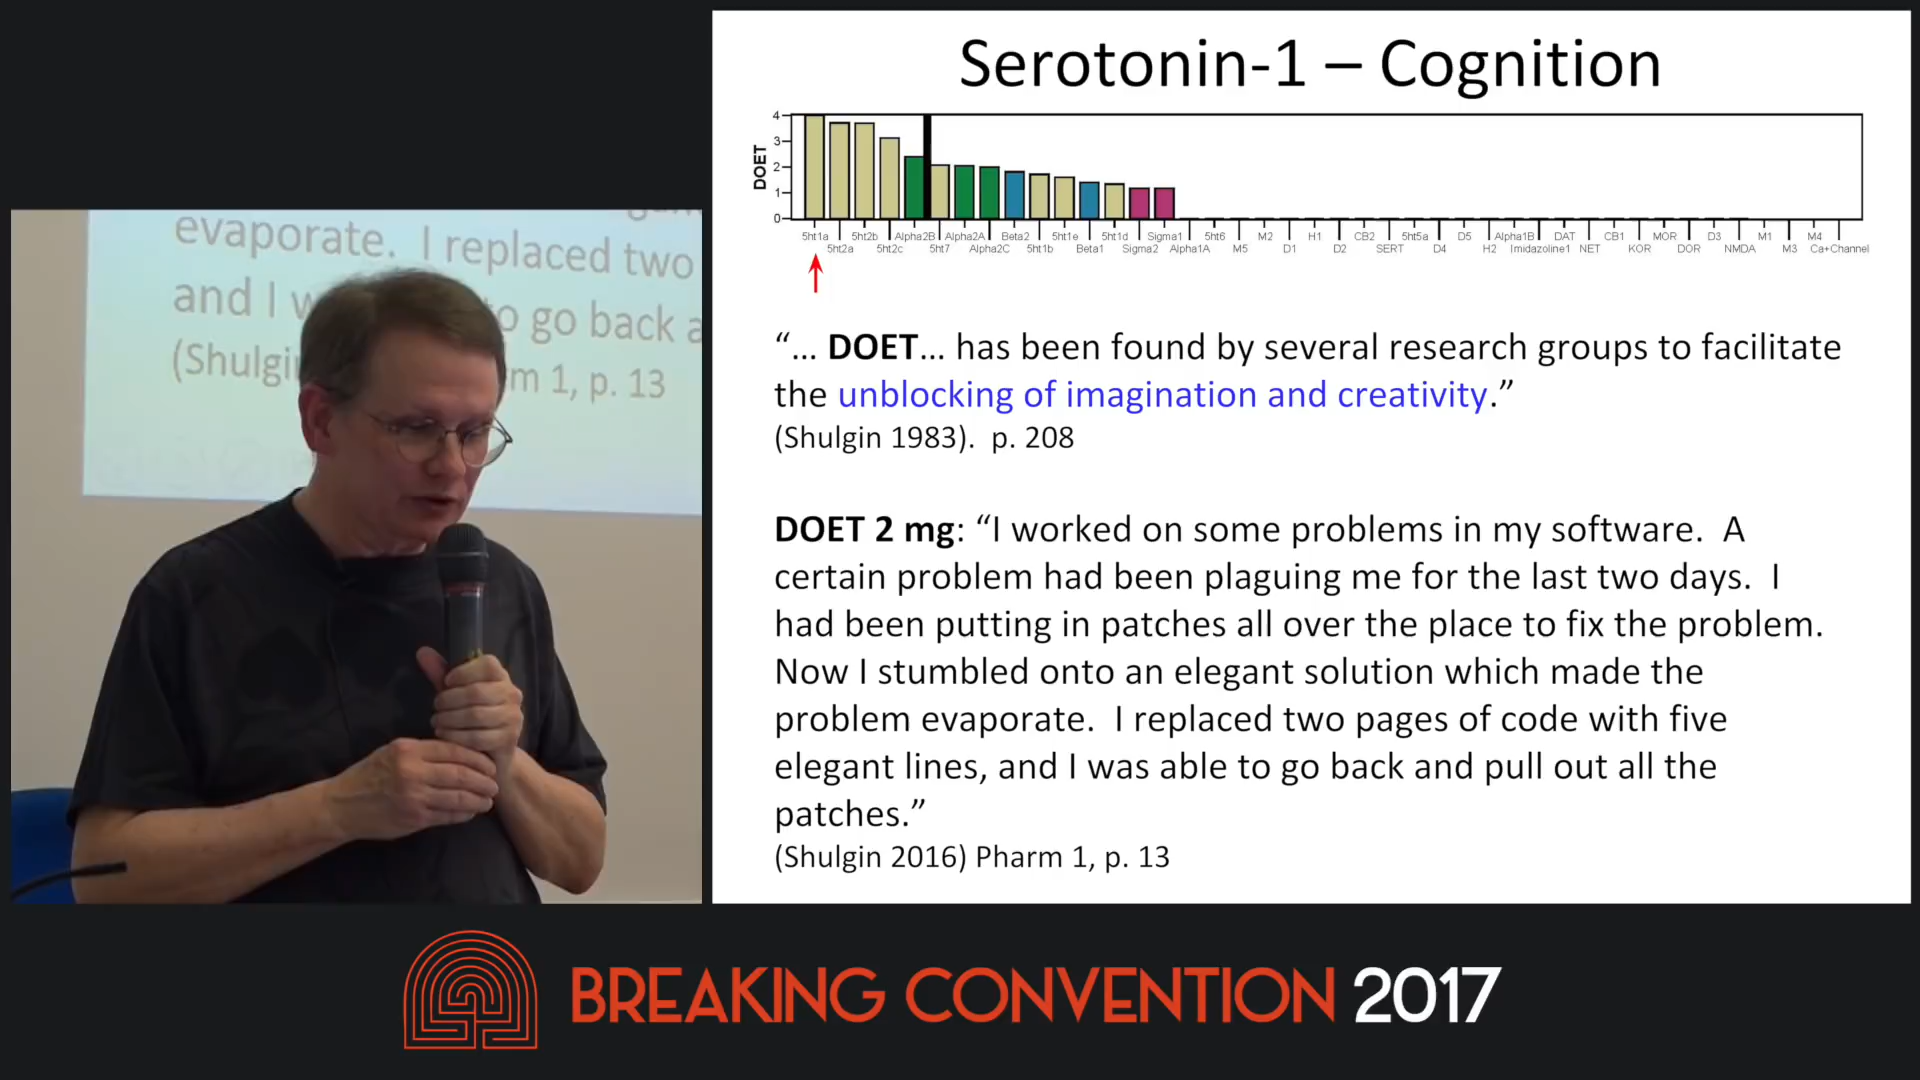 Serotonin-1 – Cognition
DOET
4
3
2
1
0
5ht1a 5ht2b Alpha2B Alpha2A Beta2 5ht1e 5ht1d Sigma1 5ht6 M2 H1 CB2 5ht5a D5 Alpha1B DAT CB1 MOR D3 M1 M4
5ht2a 5ht2c 5ht7 Alpha2C 5ht1b Beta1 Sigma2 Alpha1A M5 D1 D2 SERT D4 H2 Imidazoline1 NET KOR DOR NMDA M3 Ca+Channel
“... DOET... has been found by several research groups to facilitate
the unblocking of imagination and creativity.”
(Shulgin 1983). p. 208
DOET 2 mg: “I worked on some problems in my software. A
certain problem had been plaguing me for the last two days. I
had been putting in patches all over the place to fix the problem.
Now I stumbled onto an elegant solution which made the
problem evaporate. I replaced two pages of code with five
elegant lines, and I was able to go back and pull out all the
patches.”
(Shulgin 2016) Pharm 1, p. 13
evaporate. I replaced two
and I to go back
(Shulgi m 1, p. 13
BREAKING CONVENTION 2017